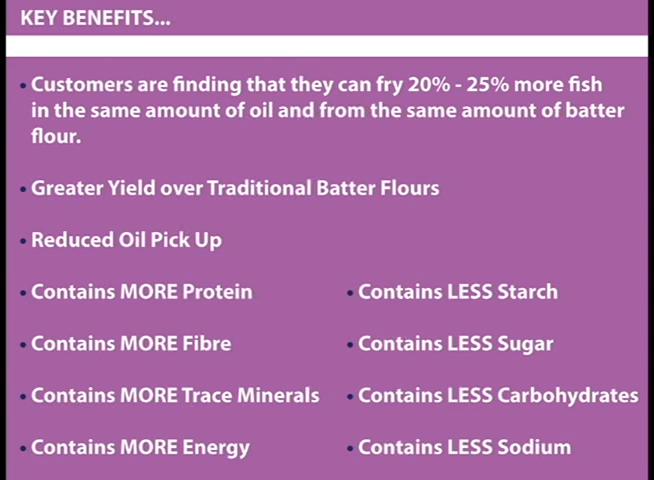 KEY BENEFITS...
• Customers are finding that they can fry 20% - 25% more fish
in the same amount of oil and from the same amount of batter
flour.
• Greater Yield over Traditional Batter Flours
• Reduced Oil Pick Up
• Contains MORE Protein
• Contains LESS Starch
• Contains MORE Fibre
• Contains LESS Sugar
• Contains MORE Trace Minerals
• Contains LESS Carbohydrates
• Contains MORE Energy
• Contains LESS Sodium